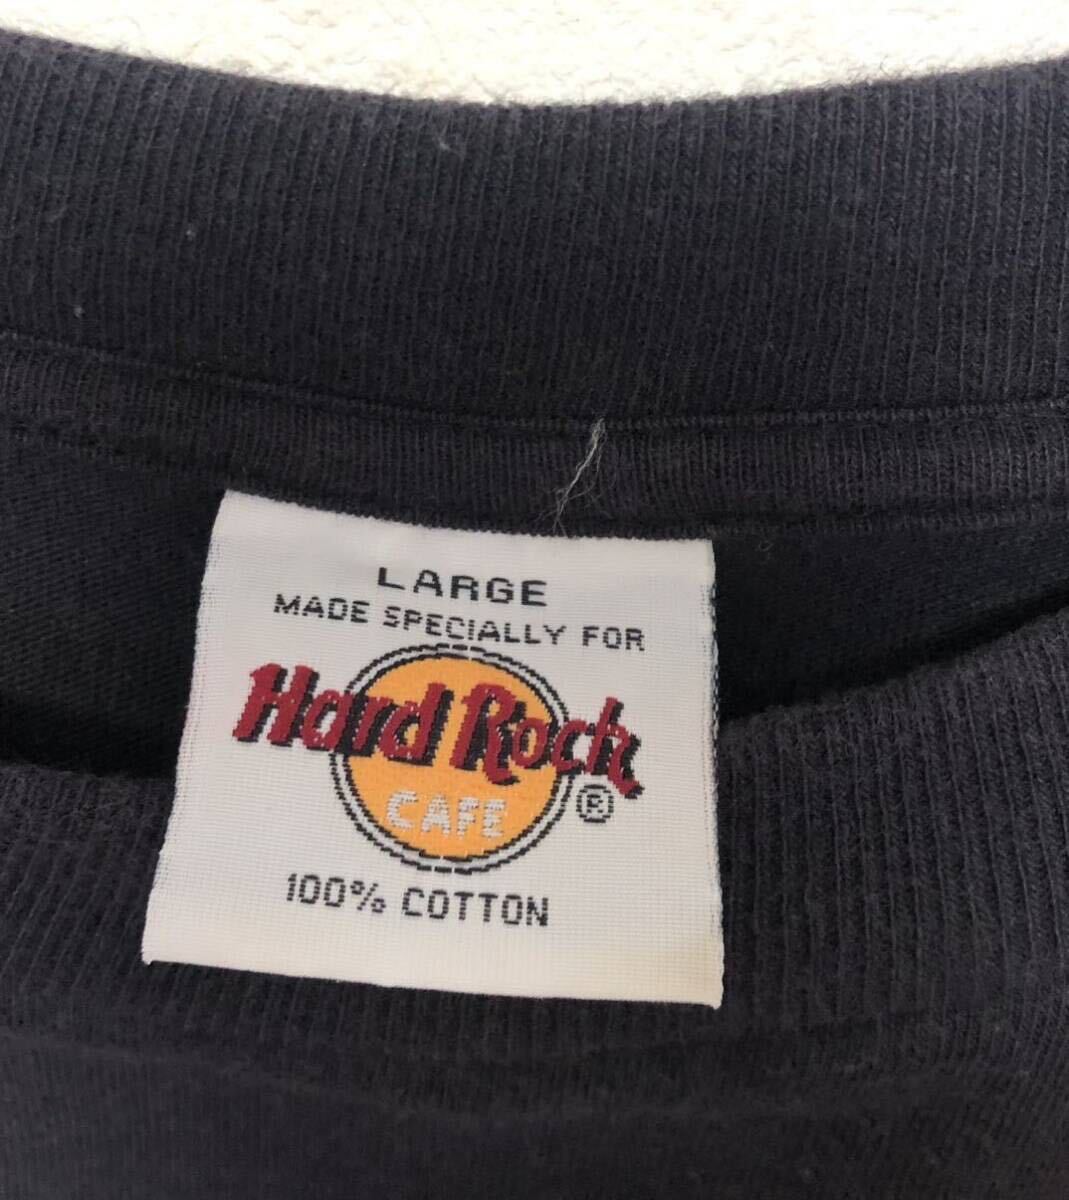 LARGE
MADE SPECIALLY FOR
Hard Rock
CAFE ®
100% COTTON